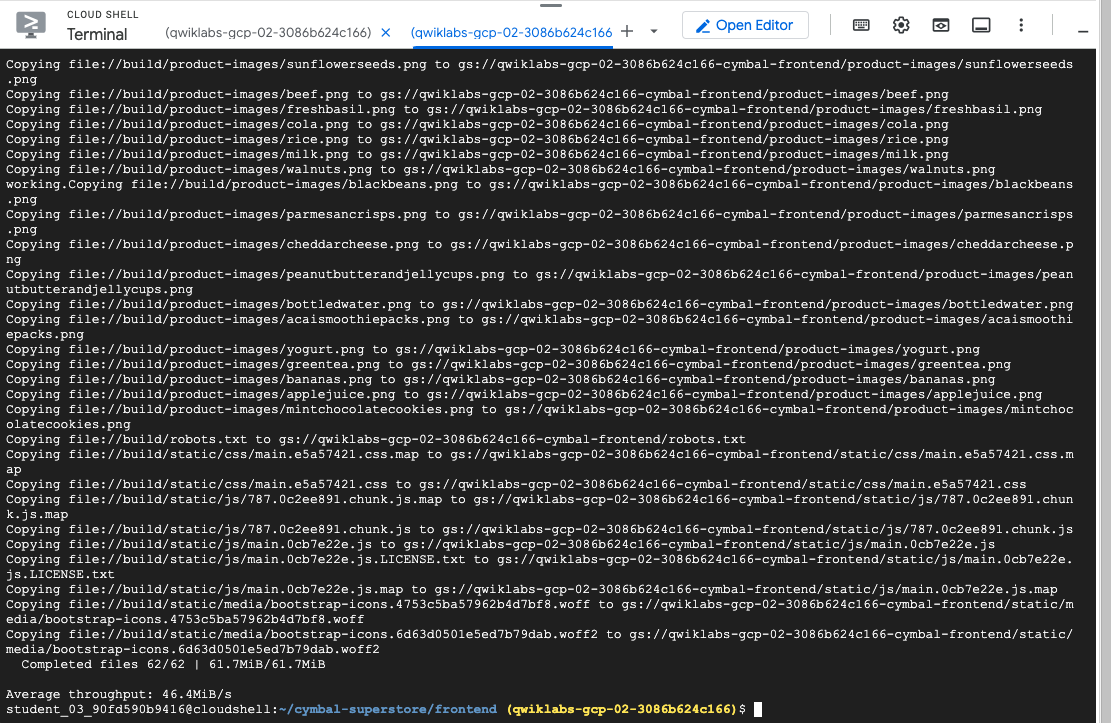 CLOUD SHELL
Terminal
(qwiklabs-gcp-02-3086b624c166)
(qwiklabs-gcp-02-3086b624c166
Open Editor
Copying file://build/product-images/sunflowerseeds.png to gs://qwiklabs-gcp-02-3086b624c166-cymbal-frontend/product-images/sunflowerseeds
.png
Copying file://build/product-images/beef.png to gs://qwiklabs-gcp-02-3086b624c166-cymbal-frontend/product-images/beef.png
Copying file://build/product-images/freshbasil.png to gs://qwiklabs-gcp-02-3086b624c166-cymbal-frontend/product-images/freshbasil.png
Copying file://build/product-images/cola.png to gs://qwiklabs-gcp-02-3086b624c166-cymbal-frontend/product-images/cola.png
Copying file://build/product-images/rice.png to gs://qwiklabs-gcp-02-3086b624c166-cymbal-frontend/product-images/rice.png
Copying file://build/product-images/milk.png to gs://qwiklabs-gcp-02-3086b624c166-cymbal-frontend/product-images/milk.png
Copying file://build/product-images/walnuts.png to gs://qwiklabs-gcp-02-3086b624c166-cymbal-frontend/product-images/walnuts.png
working.Copying file://build/product-images/blackbeans.png to gs://qwiklabs-gcp-02-3086b624c166-cymbal-frontend/product-images/blackbeans
.png
Copying file://build/product-images/parmesancrisps.png to gs://qwiklabs-gcp-02-3086b624c166-cymbal-frontend/product-images/parmesancrisps
.png
Copying file://build/product-images/cheddarcheese.png to gs://qwiklabs-gcp-02-3086b624c166-cymbal-frontend/product-images/cheddarcheese.p
ng
Copying file://build/product-images/peanutbutterandjellycups.png to gs://qwiklabs-gcp-02-3086b624c166-cymbal-frontend/product-images/pean
utbutterandjellycups.png
Copying file://build/product-images/bottledwater.png to gs://qwiklabs-gcp-02-3086b624c166-cymbal-frontend/product-images/bottledwater.png
Copying file://build/product-images/acaismoothiepacks.png to gs://qwiklabs-gcp-02-3086b624c166-cymbal-frontend/product-images/acaismoothi
epacks.png
Copying file://build/product-images/yogurt.png to gs://qwiklabs-gcp-02-3086b624c166-cymbal-frontend/product-images/yogurt.png
Copying file://build/product-images/greentea.png to gs://qwiklabs-gcp-02-3086b624c166-cymbal-frontend/product-images/greentea.png
Copying file://build/product-images/bananas.png to gs://qwiklabs-gcp-02-3086b624c166-cymbal-frontend/product-images/bananas.png
Copying file://build/product-images/applejuice.png to gs://qwiklabs-gcp-02-3086b624c166-cymbal-frontend/product-images/applejuice.png
Copying file://build/product-images/mintchocolatecookies.png to gs://qwiklabs-gcp-02-3086b624c166-cymbal-frontend/product-images/mintchoc
olatecookies.png
Copying file://build/robots.txt to gs://qwiklabs-gcp-02-3086b624c166-cymbal-frontend/robots.txt
Copying file://build/static/css/main.e5a57421.css.map to gs://qwiklabs-gcp-02-3086b624c166-cymbal-frontend/static/css/main.e5a57421.css.m
ap
Copying file://build/static/css/main.e5a57421.css to gs://qwiklabs-gcp-02-3086b624c166-cymbal-frontend/static/css/main.e5a57421.css
Copying file://build/static/js/787.0c2ee891.chunk.js.map to gs://qwiklabs-gcp-02-3086b624c166-cymbal-frontend/static/js/787.0c2ee891.chun
k.js.map
Copying file://build/static/js/787.0c2ee891.chunk.js to gs://qwiklabs-gcp-02-3086b624c166-cymbal-frontend/static/js/787.0c2ee891.chunk.js
Copying file://build/static/js/main.0cb7e22e.js to gs://qwiklabs-gcp-02-3086b624c166-cymbal-frontend/static/js/main.0cb7e22e.js
Copying file://build/static/js/main.0cb7e22e.js.LICENSE.txt to gs://qwiklabs-gcp-02-3086b624c166-cymbal-frontend/static/js/main.0cb7e22e.
js.LICENSE.txt
Copying file://build/static/js/main.0cb7e22e.js.map to gs://qwiklabs-gcp-02-3086b624c166-cymbal-frontend/static/js/main.0cb7e22e.js.map
Copying file://build/static/media/bootstrap-icons.4753c5ba57962b4d7bf8.woff to gs://qwiklabs-gcp-02-3086b624c166-cymbal-frontend/static/m
edia/bootstrap-icons.4753c5ba57962b4d7bf8.woff
Copying file://build/static/media/bootstrap-icons.6d63d0501e5ed7b79dab.woff2 to gs://qwiklabs-gcp-02-3086b624c166-cymbal-frontend/static/
media/bootstrap-icons.6d63d0501e5ed7b79dab.woff2
Completed files 62/62 | 61.7MiB/61.7MiB
Average throughput: 46.4MiB/s
student_03_90fd590b9416@cloudshell:~/cymbal-superstore/frontend (qwiklabs-gcp-02-3086b624c166)$